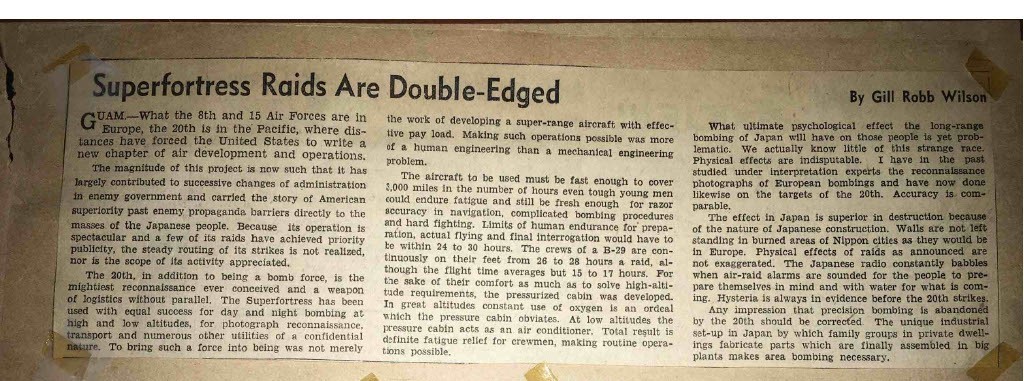 Superfortress Raids Are Double-Edged
By Gill Robb Wilson
GUAM.—What the 8th and 15 Air Forces are in
Europe, the 20th is in the Pacific, where dis-
tances have forced the United States to write a
new chapter of air development and operations.
The magnitude of this project is now such that it has
largely contributed to successive changes of administration
in enemy government and carried the story of American
superiority past enemy propaganda barriers directly to the
masses of the Japanese people. Because its operation is
spectacular and a few of its raids have achieved priority
publicity, the steady routing of its strikes is not realized,
nor is the scope of its activity appreciated.
The 20th, in addition to being a bomb force, is the
mightiest reconnaissance ever conceived and a weapon
of logistics without parallel. The Superfortress has been
used with equal success for day and night bombing at
high and low altitudes, for photograph reconnaissance,
transport and numerous other utilities of a confidential
nature. To bring such a force into being was not merely
the work of developing a super-range aircraft with effec-
tive pay load. Making such operations possible was more
of a human engineering than a mechanical engineering
problem.
The aircraft to be used must be fast enough to cover
3,000 miles in the number of hours even tough young men
could endure fatigue and still be fresh enough for razor
accuracy in navigation, complicated bombing procedures
and hard fighting. Limits of human endurance for prepa-
ration, actual flying and final interrogation would have to
be within 24 to 30 hours. The crews of a B-29 are con-
tinuously on their feet from 26 to 28 hours a raid, al-
though the flight time averages but 15 to 17 hours. For
the sake of their comfort as much as to solve high-alti-
tude requirements, the pressurized cabin was developed.
In great altitudes constant use of oxygen is an ordeal
which the pressure cabin obviates. At low altitudes the
pressure cabin acts as an air conditioner. Total result is
definite fatigue relief for crewmen, making routine opera-
tions possible.
What ultimate psychological effect the long-range
bombing of Japan will have on those people is yet prob-
lematic. We actually know little of this strange race.
Physical effects are indisputable. I have in the past
studied under interpretation experts the reconnaissance
photographs of European bombings and have now done
likewise on the targets of the 20th. Accuracy is com-
parable.
The effect in Japan is superior in destruction because
of the nature of Japanese construction. Walls are not left
standing in burned areas of Nippon cities as they would be
in Europe. Physical effects of raids as announced are
not exaggerated. The Japanese radio constantly babbles
when air-raid alarms are sounded for the people to pre-
pare themselves in mind and with water for what is com-
ing. Hysteria is always in evidence before the 20th strikes.
Any impression that precision bombing is abandoned
by the 20th should be corrected. The unique industrial
set-up in Japan by which family groups in private dwell-
ings fabricate parts which are finally assembled in big
plants makes area bombing necessary.